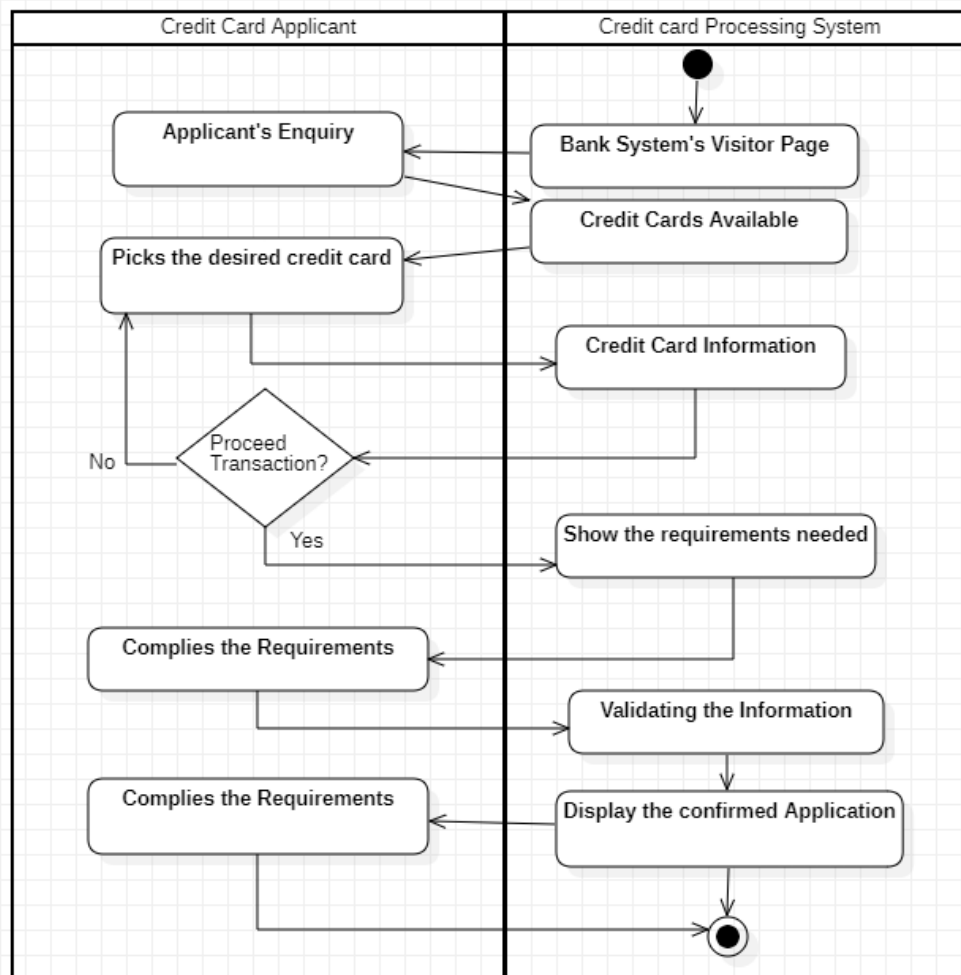 Credit Card Applicant
Credit card Processing System
Applicant's Enquiry
Bank System's Visitor Page
Credit Cards Available
Picks the desired credit card
Credit Card Information
Proceed
Transaction?
No
Yes
Show the requirements needed
Complies the Requirements
Validating the Information
Complies the Requirements
Display the confirmed Application